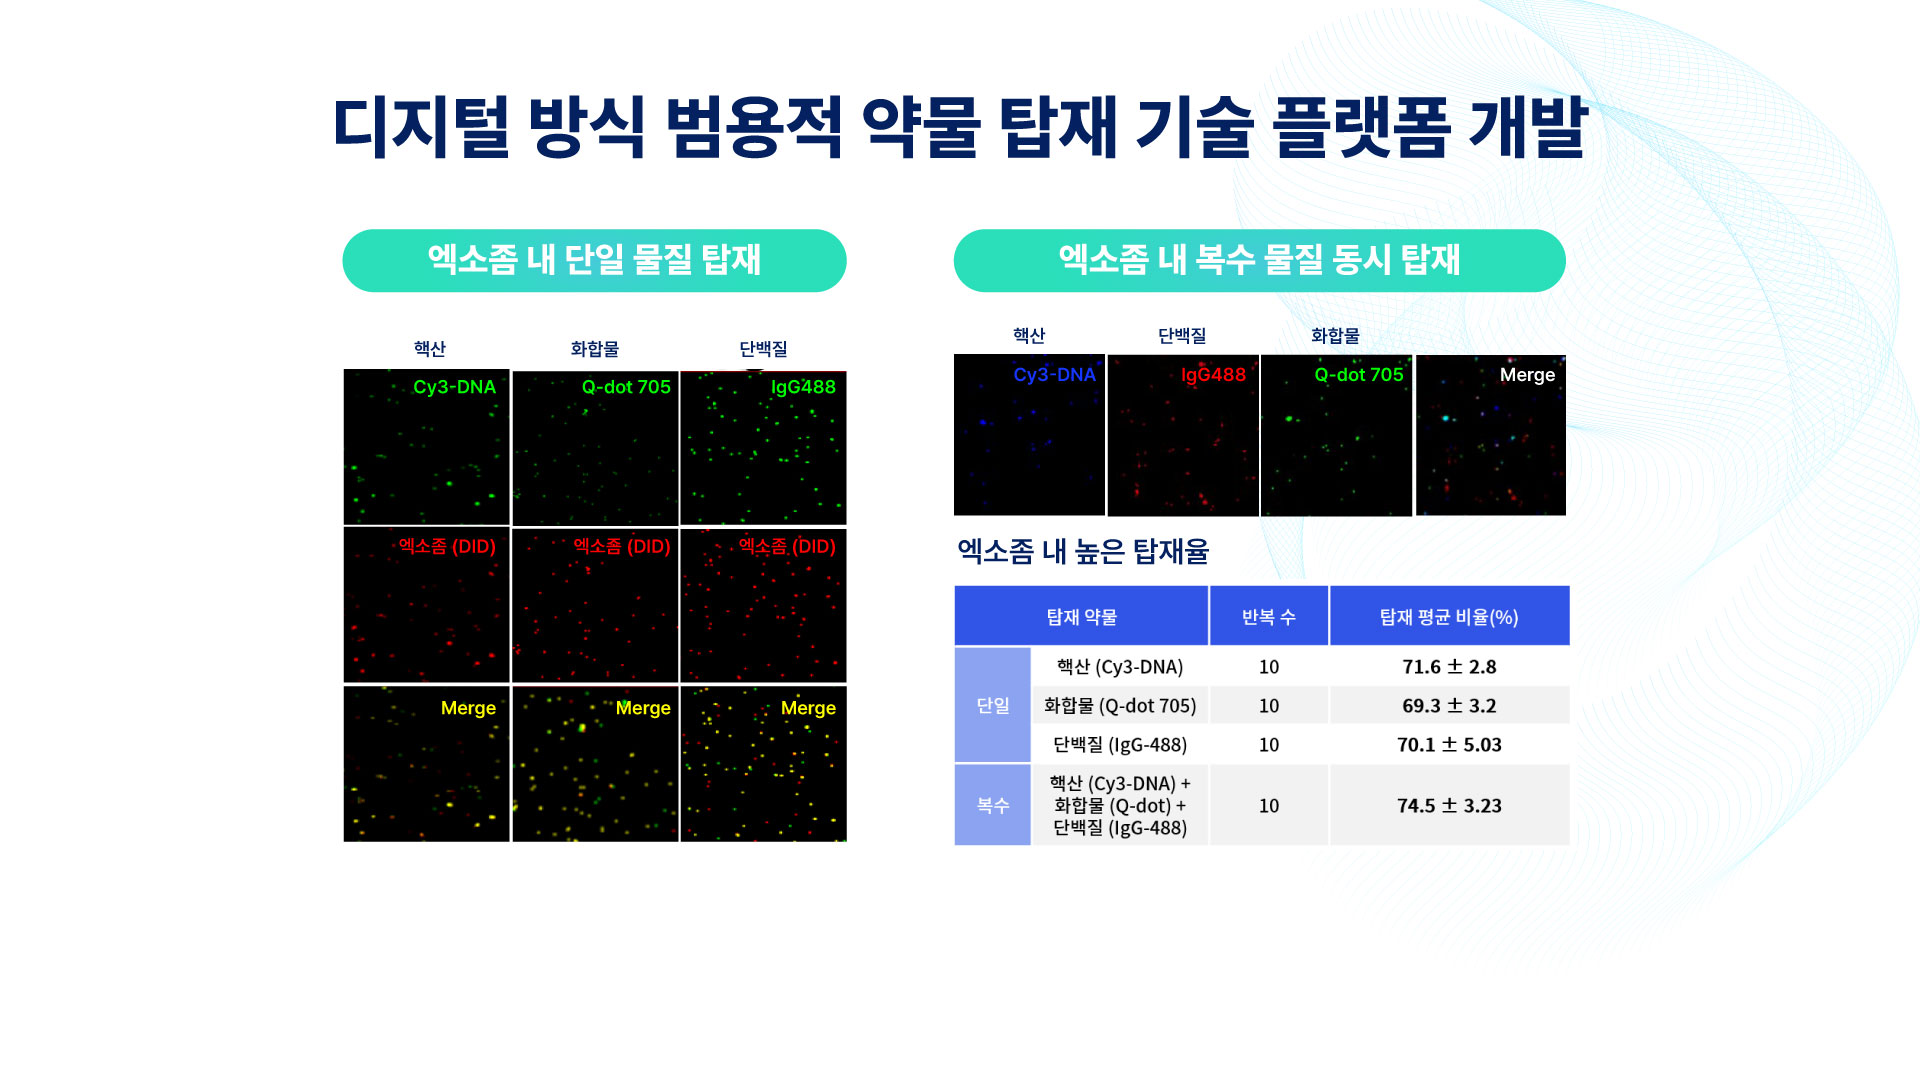 디지털 방식 범용적 약물 탑재 기술 플랫폼 개발
엑소좀 내 단일 물질 탑재
핵산 화합물 단백질
Cy3-DNA Q-dot 705 IgG488
엑소좀 (DID) 엑소좀 (DID) 엑소좀 (DID)
Merge Merge Merge
엑소좀 내 복수 물질 동시 탑재
핵산 단백질 화합물
Cy3-DNA IgG488 Q-dot 705 Merge
엑소좀 내 높은 탑재율
탑재 약물 반복 수 탑재 평균 비율(%)
단일
핵산 (Cy3-DNA) 10 71.6 ± 2.8
화합물 (Q-dot 705) 10 69.3 ± 3.2
단백질 (IgG-488) 10 70.1 ± 5.03
복수
핵산 (Cy3-DNA) +
화합물 (Q-dot) +
단백질 (IgG-488)
10 74.5 ± 3.23